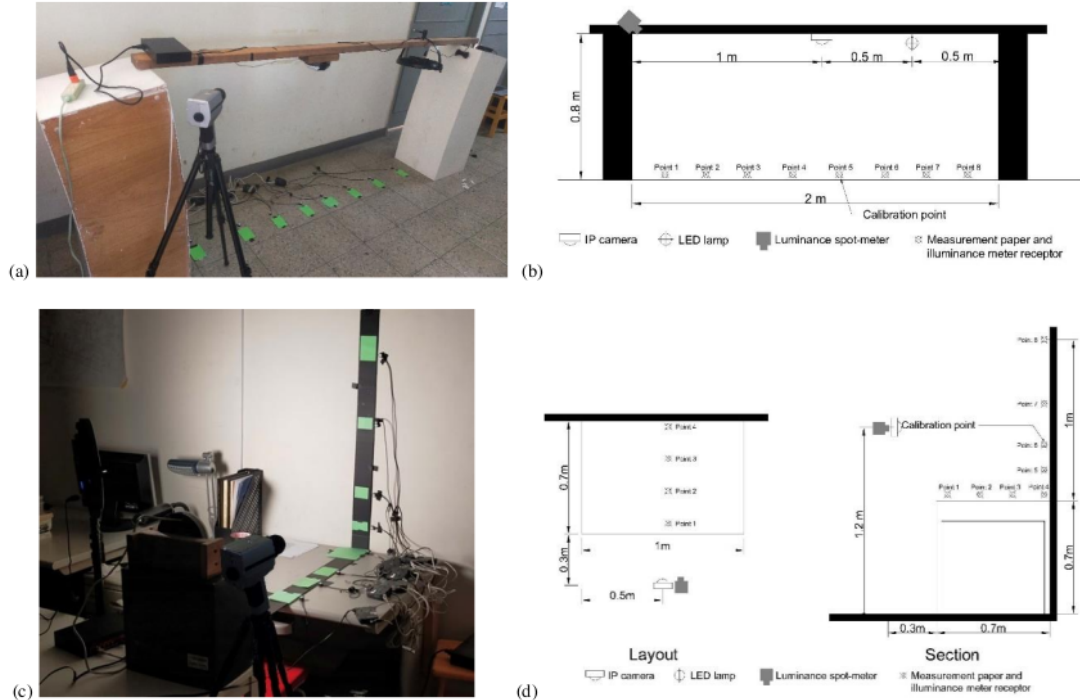 (a)
(b)
1 m
0.5 m
0.5 m
0.8 m
Point 1 Point 2 Point 3 Point 4 Point 5 Point 6 Point 7 Point 8
2 m
Calibration point
IP camera LED lamp Luminance spot-meter Measurement paper and
illuminance meter receptor
(c)
(d)
Point 4
Point 3
Point 2
Point 1
0.7m
1m
0.3m
0.5m
Layout
Point 8
Point 7
Calibration point
Point 6
Point 5
Point 1 Point 2 Point 3 Point 4
1m
1.2 m
0.7m
0.3m 0.7m
Section
IP camera LED lamp Luminance spot-meter Measurement paper and
illuminance meter receptor